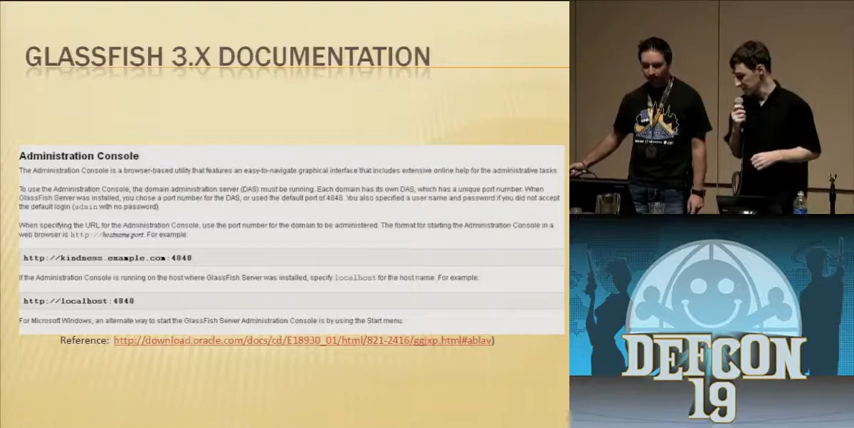 GLASSFISH 3.X DOCUMENTATION
Administration Console
The Administration Console is a browser-based utility that features an easy-to-navigate graphical interface that includes extensive online help for the administrative tasks.
To use the Administration Console, the domain administration server (DAS) must be running. Each domain has its own DAS, which has a unique port number. When
GlassFish Server was installed, you chose a port number for the DAS, or used the default port of 4848. You also specified a user name and password if you did not accept
the default login (admin with no password).
When specifying the URL for the Administration Console, use the port number for the domain to be administered. The format for starting the Administration Console in a
web browser is http://hostname:port. For example:
http://kindness.example.com:4848
If the Administration Console is running on the host where GlassFish Server was installed, specify localhost for the host name. For example:
http://localhost:4848
For Microsoft Windows, an alternate way to start the GlassFish Server Administration Console is by using the Start menu.
Reference: http://download.oracle.com/docs/cd/E18930_01/html/821-2416/ggjxp.html#ablav)
DEFCON
19